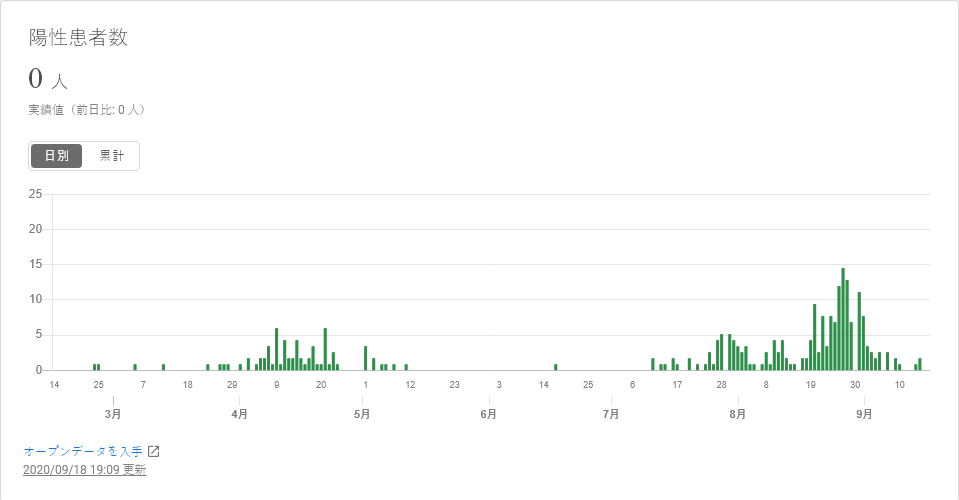 陽性患者数
0 人
実績値（前日比: 0 人）
日別 累計
25
20
15
10
5
0
14 25 7 18 29 9 20 1 12 23 3 14 25 6 17 28 8 19 30 10
3月 4月 5月 6月 7月 8月 9月
オープンデータを入手
2020/09/18 19:09 更新